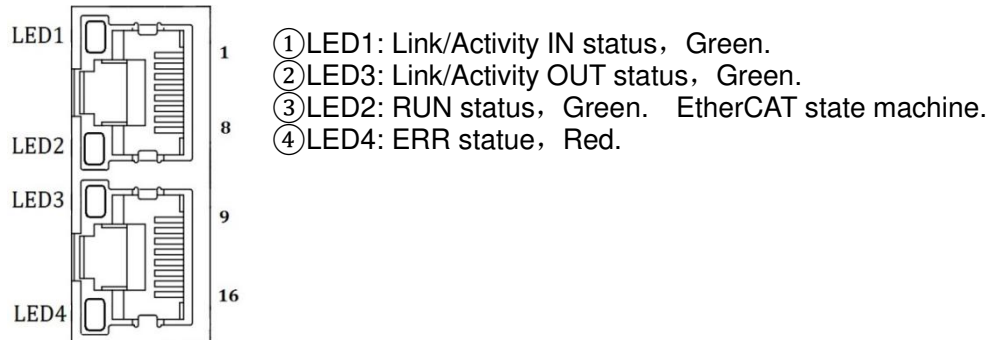 LED1
LED2
LED3
LED4
1
8
9
16
①LED1: Link/Activity IN status，Green.
②LED3: Link/Activity OUT status，Green.
③LED2: RUN status，Green. EtherCAT state machine.
④LED4: ERR statue，Red.